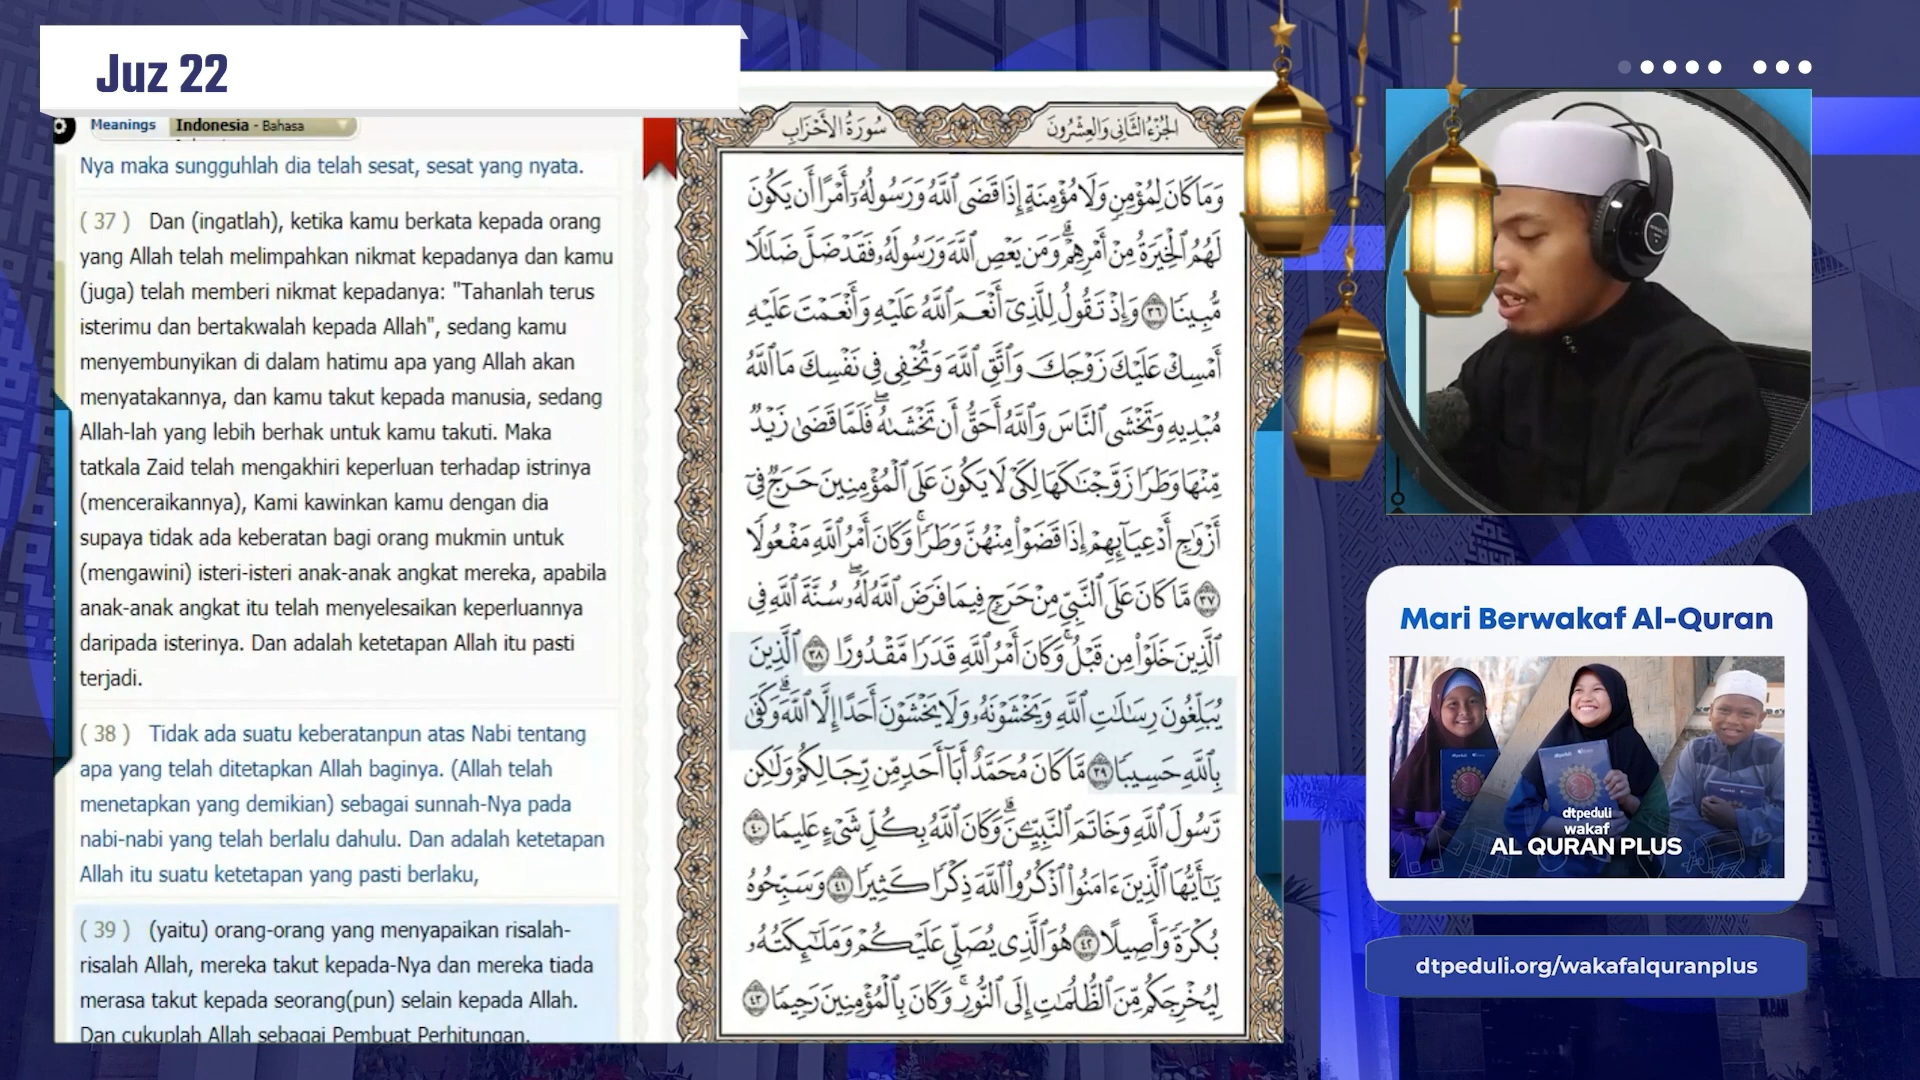 Juz 22
Meanings Indonesia - Bahasa
Nya maka sungguhlah dia telah sesat, sesat yang nyata.
( 37 ) Dan (ingatlah), ketika kamu berkata kepada orang
yang Allah telah melimpahkan nikmat kepadanya dan kamu
(juga) telah memberi nikmat kepadanya: "Tahanlah terus
isterimu dan bertakwalah kepada Allah", sedang kamu
menyembunyikan di dalam hatimu apa yang Allah akan
menyatakannya, dan kamu takut kepada manusia, sedang
Allah-lah yang lebih berhak untuk kamu takuti. Maka
tatkala Zaid telah mengakhiri keperluan terhadap istrinya
(menceraikannya), Kami kawinkan kamu dengan dia
supaya tidak ada keberatan bagi orang mukmin untuk
(mengawini) isteri-isteri anak-anak angkat mereka, apabila
anak-anak angkat itu telah menyelesaikan keperluannya
daripada isterinya. Dan adalah ketetapan Allah itu pasti
terjadi.
( 38 ) Tidak ada suatu keberatanpun atas Nabi tentang
apa yang telah ditetapkan Allah baginya. (Allah telah
menetapkan yang demikian) sebagai sunnah-Nya pada
nabi-nabi yang telah berlalu dahulu. Dan adalah ketetapan
Allah itu suatu ketetapan yang pasti berlaku,
( 39 ) (yaitu) orang-orang yang menyapaikan risalah-
risalah Allah, mereka takut kepada-Nya dan mereka tiada
merasa takut kepada seorang(pun) selain kepada Allah.
Dan cukuplah Allah sebagai Pembuat Perhitungan.
الجُزْءُ الثَّانِي وَالعِشْرُونَ سُورَةُ الأَحْزَابِ
وَمَا كَانَ لِمُؤْمِنٍ وَلَا مُؤْمِنَةٍ إِذَا قَضَى ٱللَّهُ وَرَسُولُهُۥٓ أَمْرًا أَن يَكُونَ
لَهُمُ ٱلْخِيَرَةُ مِنْ أَمْرِهِمْۗ وَمَن يَعْصِ ٱللَّهَ وَرَسُولَهُۥ فَقَدْ ضَلَّ ضَلَٰلًا
مُّبِينًا ٣٦ وَإِذْ تَقُولُ لِلَّذِىٓ أَنْعَمَ ٱللَّهُ عَلَيْهِ وَأَنْعَمْتَ عَلَيْهِ
أَمْسِكْ عَلَيْكَ زَوْجَكَ وَٱتَّقِ ٱللَّهَ وَتُخْفِى فِى نَفْسِكَ مَا ٱللَّهُ
مُبْدِيهِ وَتَخْشَى ٱلنَّاسَ وَٱللَّهُ أَحَقُّ أَن تَخْشَىٰهُۖ فَلَمَّا قَضَىٰ زَيْدٌ
مِّنْهَا وَطَرًا زَوَّجْنَٰكَهَا لِكَىْ لَا يَكُونَ عَلَى ٱلْمُؤْمِنِينَ حَرَجٌ فِىٓ
أَزْوَٰجِ أَدْعِيَآئِهِمْ إِذَا قَضَوْا۟ مِنْهُنَّ وَطَرًاۚ وَكَانَ أَمْرُ ٱللَّهِ مَفْعُولًا
٣٧ مَّا كَانَ عَلَى ٱلنَّبِىِّ مِنْ حَرَجٍ فِيمَا فَرَضَ ٱللَّهُ لَهُۥۖ سُنَّةَ ٱللَّهِ فِى
ٱلَّذِينَ خَلَوْا۟ مِن قَبْلُۚ وَكَانَ أَمْرُ ٱللَّهِ قَدَرًا مَّقْدُورًا ٣٨ ٱلَّذِينَ
يُبَلِّغُونَ رِسَٰلَٰتِ ٱللَّهِ وَيَخْشَوْنَهُۥ وَلَا يَخْشَوْنَ أَحَدًا إِلَّا ٱللَّهَۗ وَكَفَىٰ
بِٱللَّهِ حَسِيبًا ٣٩ مَّا كَانَ مُحَمَّدٌ أَبَآ أَحَدٍ مِّن رِّجَالِكُمْ وَلَٰكِن
رَّسُولَ ٱللَّهِ وَخَاتَمَ ٱلنَّبِيِّـۧنَۗ وَكَانَ ٱللَّهُ بِكُلِّ شَىْءٍ عَلِيمًا ٤٠
يَٰٓأَيُّهَا ٱلَّذِينَ ءَامَنُوا۟ ٱذْكُرُوا۟ ٱللَّهَ ذِكْرًا كَثِيرًا ٤١ وَسَبِّحُوهُ
بُكْرَةً وَأَصِيلًا ٤٢ هُوَ ٱلَّذِى يُصَلِّى عَلَيْكُمْ وَمَلَٰٓئِكَتُهُۥ
لِيُخْرِجَكُم مِّنَ ٱلظُّلُمَٰتِ إِلَى ٱلنُّورِۚ وَكَانَ بِٱلْمُؤْمِنِينَ رَحِيمًا ٤٣
Mari Berwakaf Al-Quran
dtpeduli
wakaf
AL QURAN PLUS
dtpeduli.org/wakafalquranplus